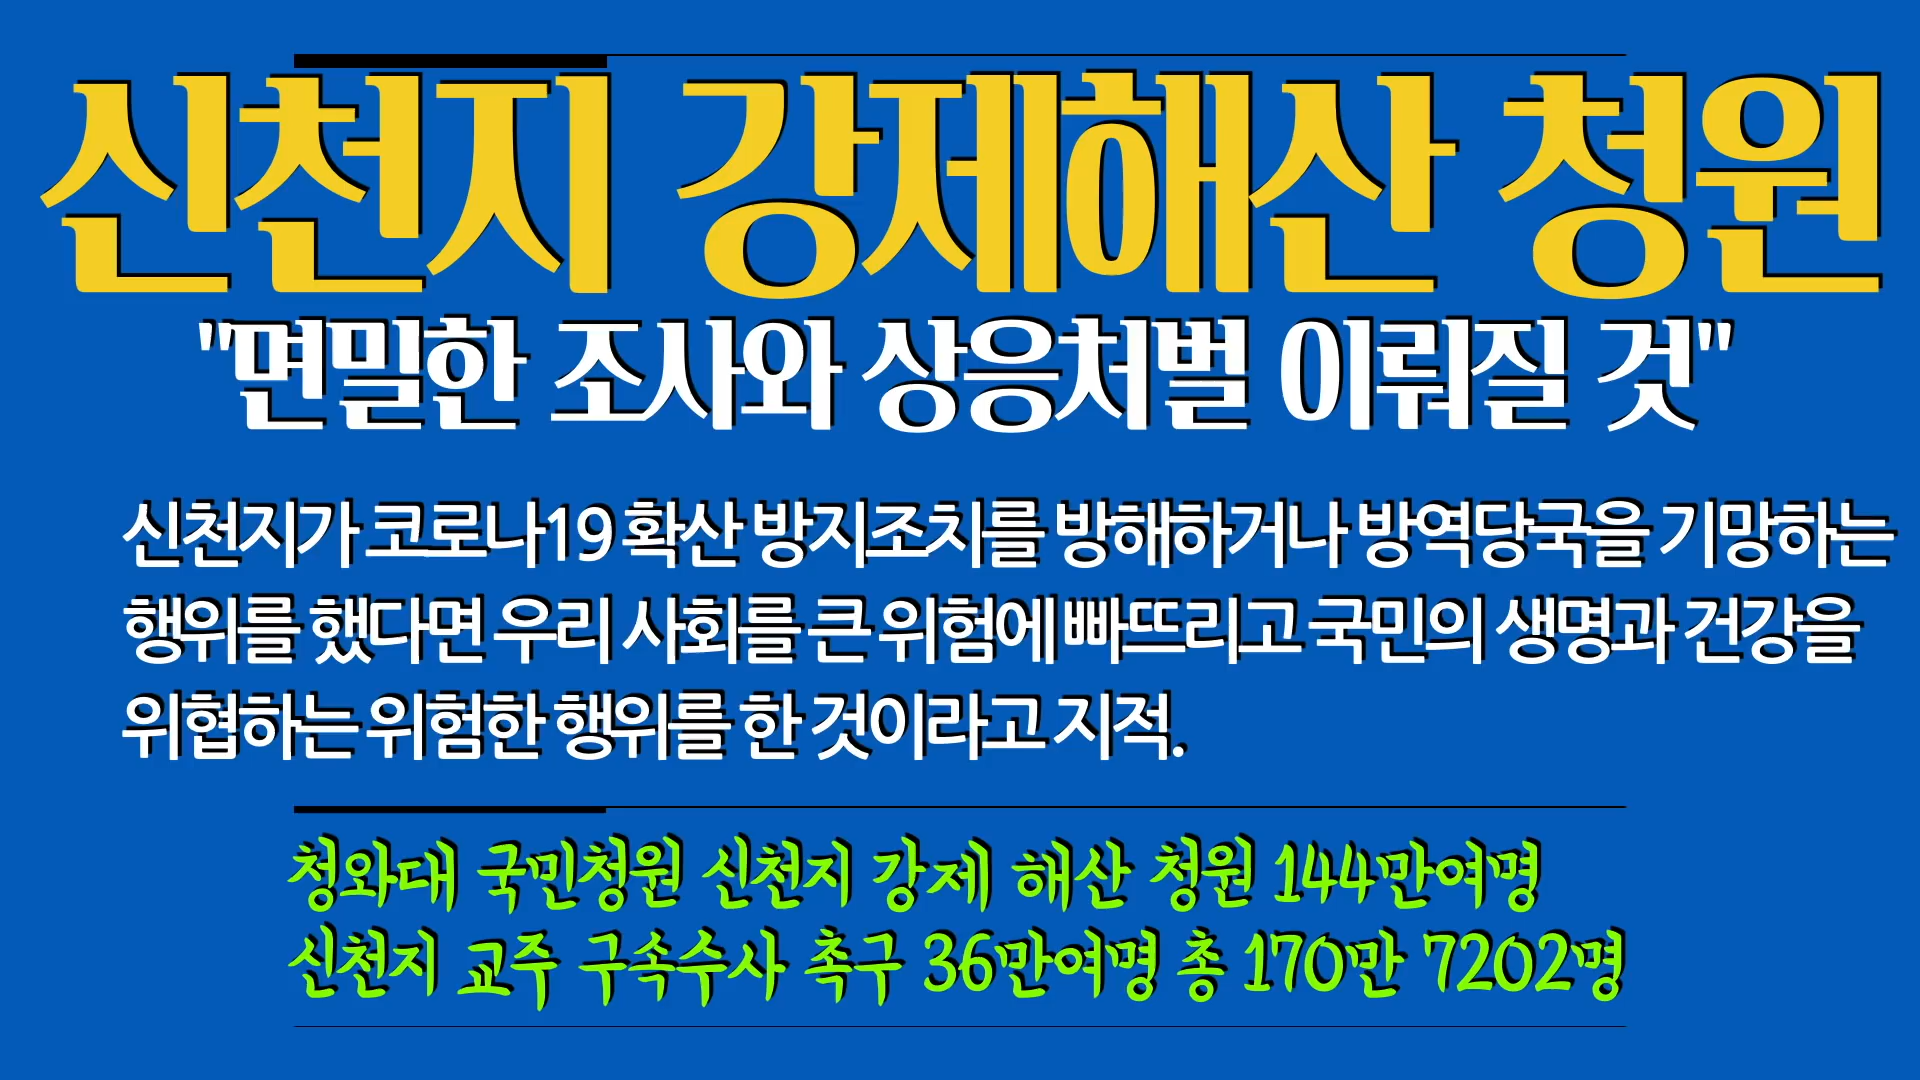 신천지 강제해산 청원
"면밀한 조사와 상응처벌 이뤄질 것"
신천지가 코로나19 확산 방지조치를 방해하거나 방역당국을 기망하는
행위를 했다면 우리 사회를 큰 위험에 빠뜨리고 국민의 생명과 건강을
위협하는 위험한 행위를 한 것이라고 지적.
청와대 국민청원 신천지 강제 해산 청원 144만여명
신천지 교주 구속수사 촉구 36만여명 총 170만 7202명